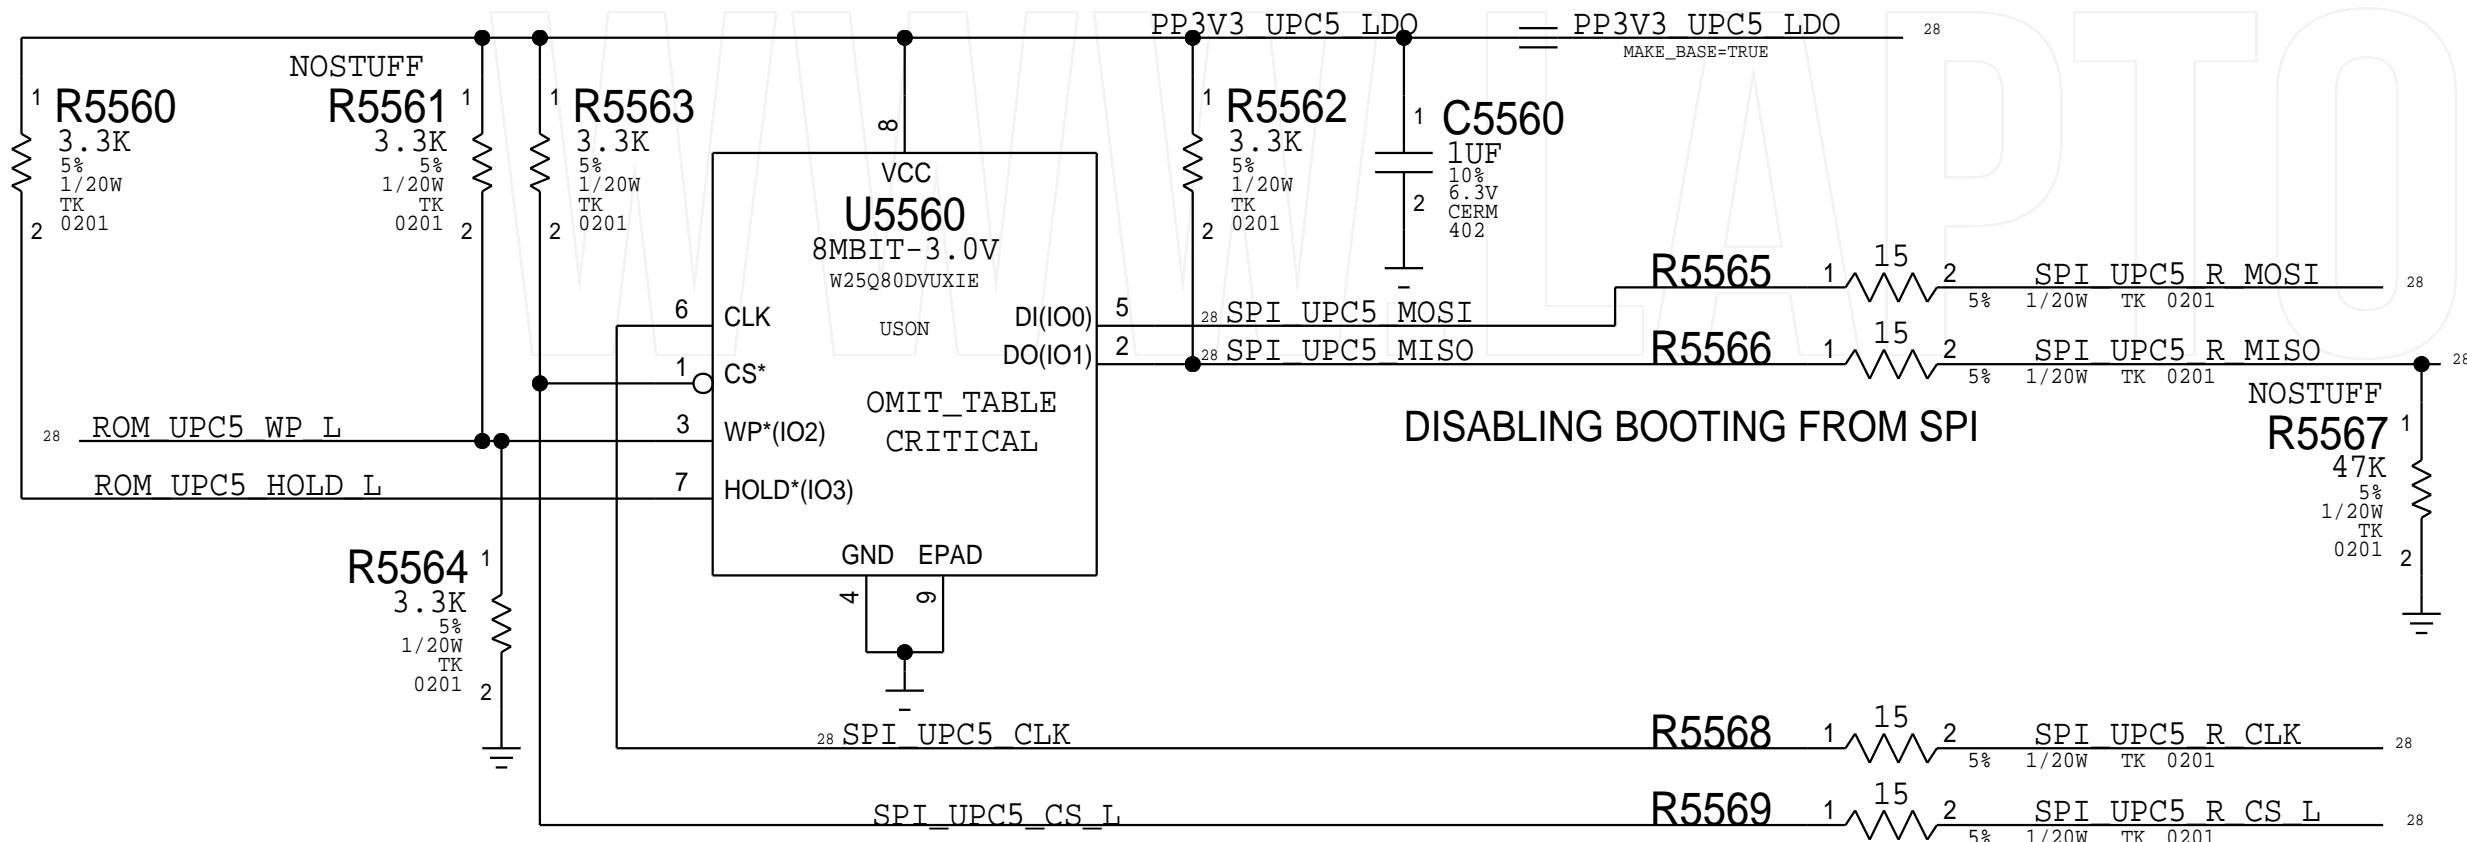 WWW.LAPTO
PP3V3_UPC5_LDO
PP3V3_UPC5_LDO
28
MAKE_BASE=TRUE
NOSTUFF
1
R5560
3.3K
5%
1/20W
TK
0201
2
R5561
1
3.3K
5%
1/20W
TK
0201
2
1
R5563
3.3K
5%
1/20W
TK
0201
2
8
VCC
U5560
8MBIT-3.0V
W25Q80DVUXIE
USON
OMIT_TABLE
CRITICAL
6
CLK
1
CS*
3
WP*(IO2)
7
HOLD*(IO3)
DI(IO0)
5
DO(IO1)
2
GND
EPAD
4
9
1
R5562
3.3K
5%
1/20W
TK
0201
2
1
C5560
1UF
10%
6.3V
CERM
402
2
28 SPI_UPC5_MOSI
R5565
1
15
2
SPI_UPC5_R_MOSI
28
5% 1/20W TK 0201
28 SPI_UPC5_MISO
R5566
1
15
2
SPI_UPC5_R_MISO
28
5% 1/20W TK 0201
DISABLING BOOTING FROM SPI
NOSTUFF
R5567
1
47K
5%
1/20W
TK
0201
2
28 ROM_UPC5_WP_L
ROM_UPC5_HOLD_L
R5564
1
3.3K
5%
1/20W
TK
0201
2
28 SPI_UPC5_CLK
R5568
1
15
2
SPI_UPC5_R_CLK
28
5% 1/20W TK 0201
SPI_UPC5_CS_L
R5569
1
15
2
SPI_UPC5_R_CS_L
28
5% 1/20W TK 0201